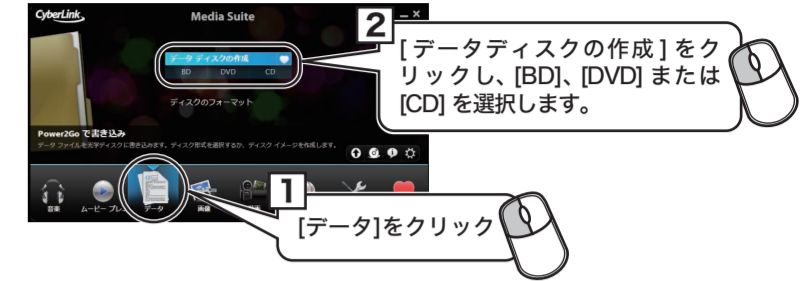 CyberLink
Media Suite
データ ディスクの作成
BD DVD CD
ディスクのフォーマット
Power2Go で書き込み
データ ファイルを光学ディスクに書き込みます。ディスク形式を選択するか、ディスク イメージを作成します。
音楽
データ
画像
2
[データディスクの作成]をク
リックし、[BD]、[DVD] または
[CD] を選択します。
1
[データ]をクリック